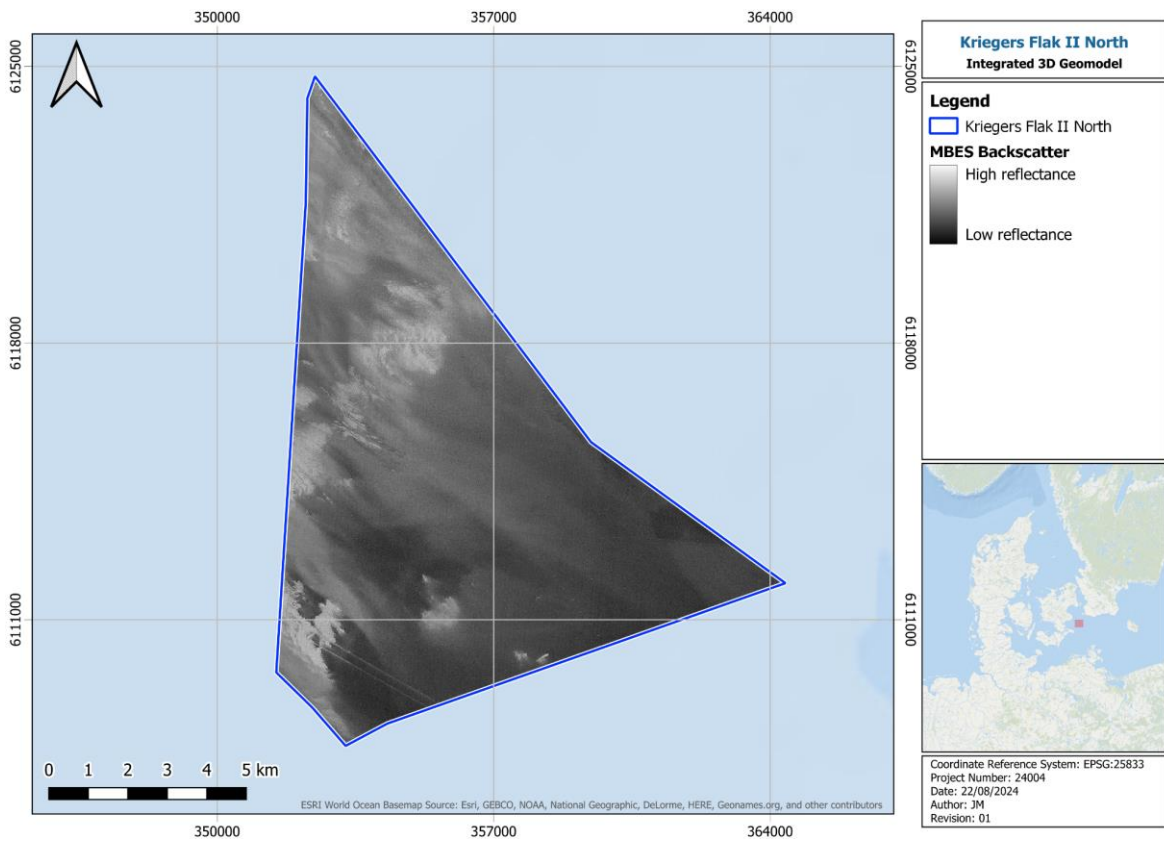 350000
357000
364000
6125000
6125000
6118000
6118000
6111000
6111000
0 1 2 3 4 5 km
ESRI World Ocean Basemap Source: Esri, GEBCO, NOAA, National Geographic, DeLorme, HERE, Geonames.org, and other contributors
350000
357000
364000
Kriegers Flak II North
Integrated 3D Geomodel
Legend
Kriegers Flak II North
MBES Backscatter
High reflectance
Low reflectance
Coordinate Reference System: EPSG:25833
Project Number: 24004
Date: 22/08/2024
Author: JM
Revision: 01